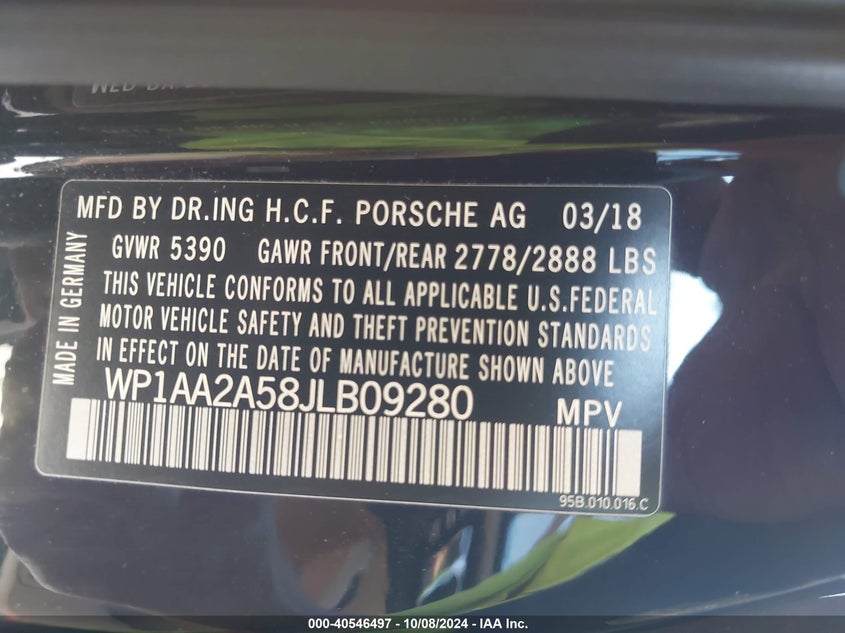 MFD BY DR.ING H.C.F. PORSCHE AG 03/18
GVWR 5390 GAWR FRONT/REAR 2778/2888 LBS
THIS VEHICLE CONFORMS TO ALL APPLICABLE U.S.FEDERAL
MOTOR VEHICLE SAFETY AND THEFT PREVENTION STANDARDS
IN EFFECT ON THE DATE OF MANUFACTURE SHOWN ABOVE
WP1AA2A58JLB09280 MPV
MADE IN GERMANY
95B.010.016.C
000-40546497 - 10/08/2024 - IAA Inc.